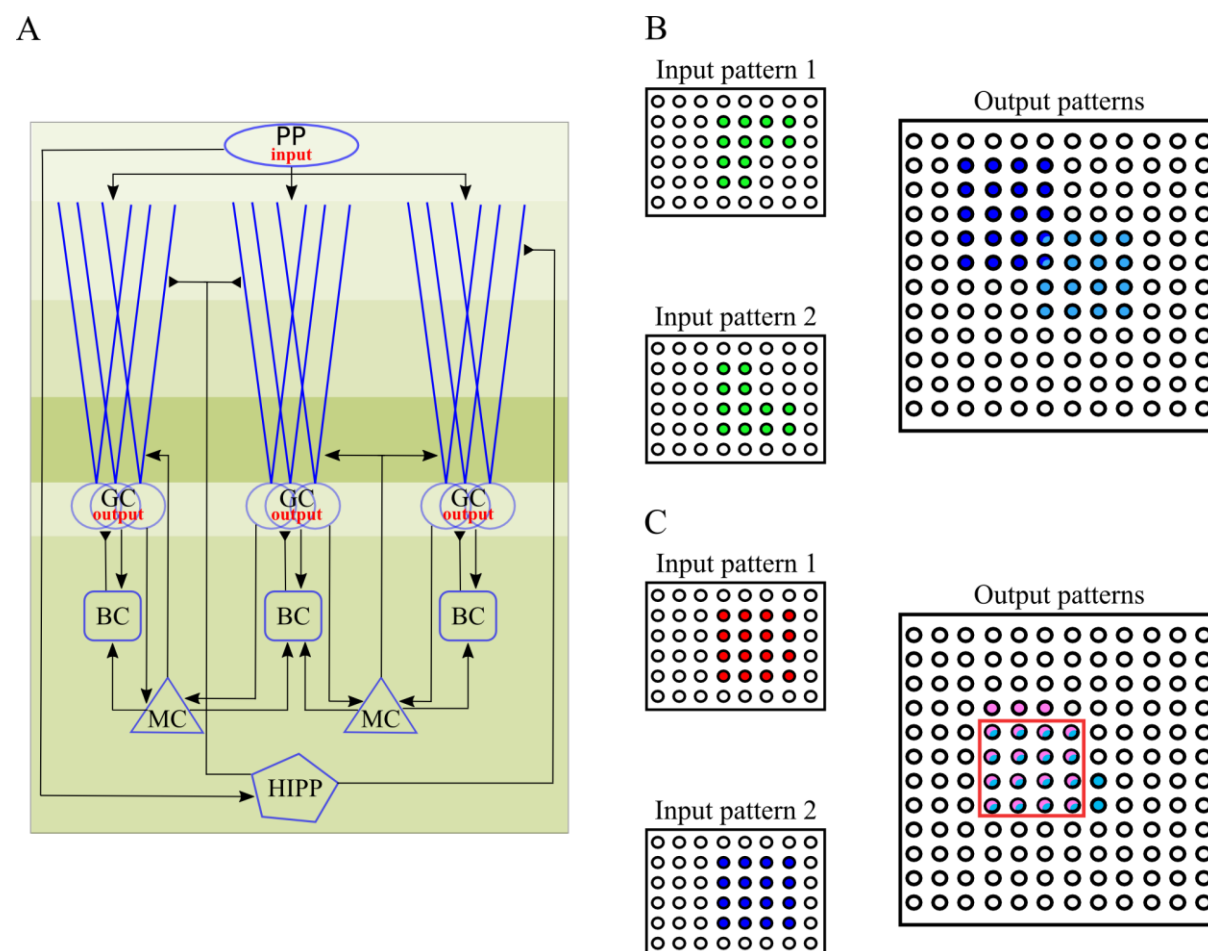 A
PP
input
GC
output
GC
output
GC
output
BC
BC
BC
MC
MC
HIPP
B
Input pattern 1
Output patterns
Input pattern 2
C
Input pattern 1
Output patterns
Input pattern 2